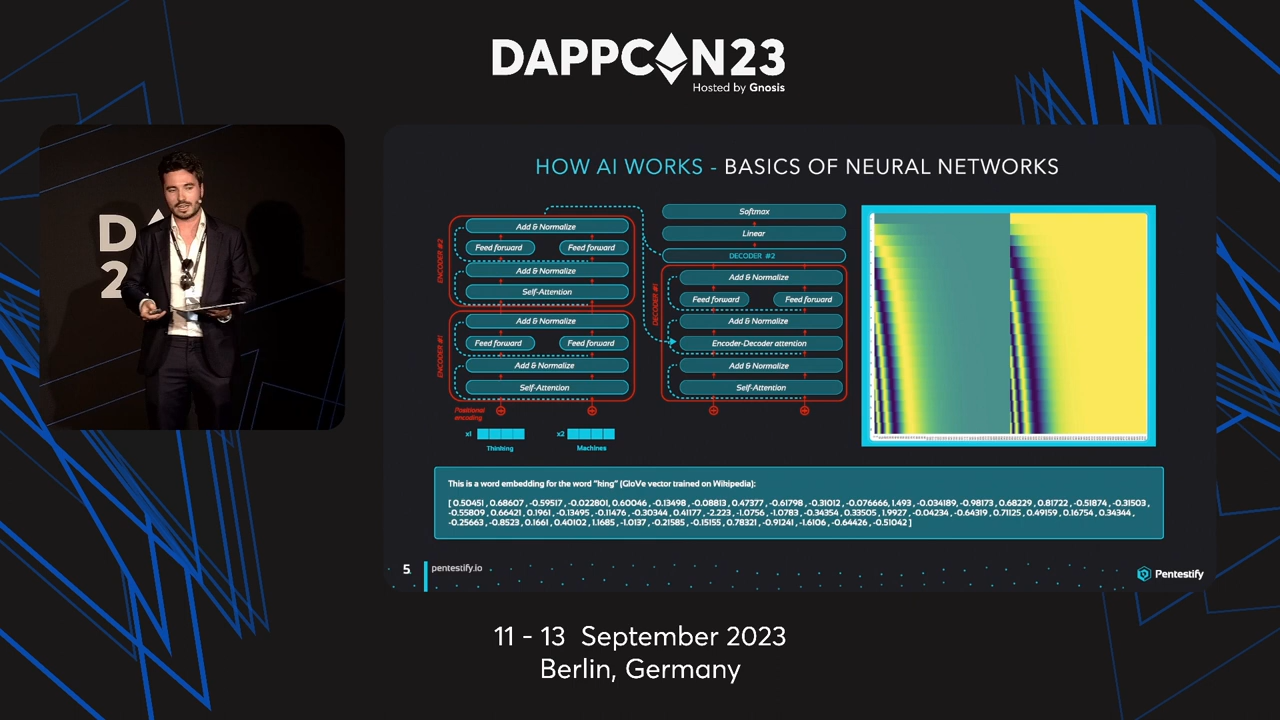 DAPPCON23
Hosted by Gnosis
D
2
HOW AI WORKS - BASICS OF NEURAL NETWORKS
ENCODER #2
Add & Normalize
Feed forward Feed forward
Add & Normalize
Self-Attention
ENCODER #1
Add & Normalize
Feed forward Feed forward
Add & Normalize
Self-Attention
Positional
encoding
x1 x2
Thinking Machines
Softmax
Linear
DECODER #2
DECODER #1
Add & Normalize
Feed forward Feed forward
Add & Normalize
Encoder-Decoder attention
Add & Normalize
Self-Attention
This is a word embedding for the word "king" (GloVe vector trained on Wikipedia):
[ 0.50451 , 0.68607 , -0.59517 , -0.022801, 0.60046 , -0.13498 , -0.08813 , 0.47377 , -0.61798 , -0.31012 , -0.076666, 1.493 , -0.034189, -0.98173 , 0.68229 , 0.81722 , -0.51874 , -0.31503 ,
-0.55809 , 0.66421 , 0.1961 , -0.13495 , -0.11476 , -0.30344 , 0.41177 , -2.223 , -1.0756 , -1.0783 , -0.34354 , 0.33505 , 1.9927 , -0.04234 , -0.64319 , 0.71125 , 0.49159 , 0.16754 , 0.34344 ,
-0.25663 , -0.8523 , 0.1661 , 0.40102 , 1.1685 , -1.0137 , -0.21585 , -0.15155 , 0.78321 , -0.91241 , -1.6106 , -0.64426 , -0.51042 ]
5
pentestify.io
Pentestify
11 - 13 September 2023
Berlin, Germany